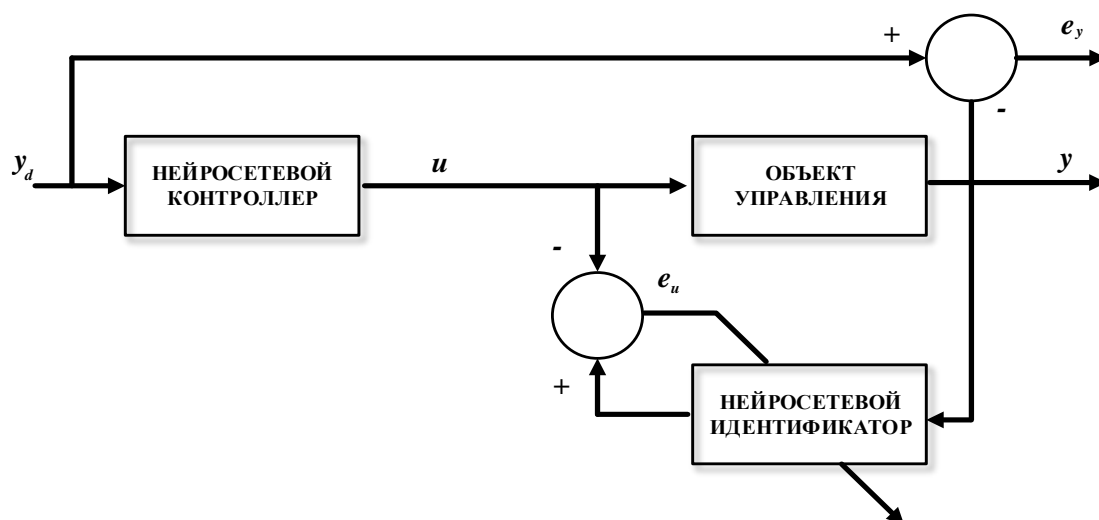 e_y
+
-
y_d
НЕЙРОСЕТЕВОЙ
КОНТРОЛЛЕР
u
ОБЪЕКТ
УПРАВЛЕНИЯ
y
-
e_u
+
НЕЙРОСЕТЕВОЙ
ИДЕНТИФИКАТОР